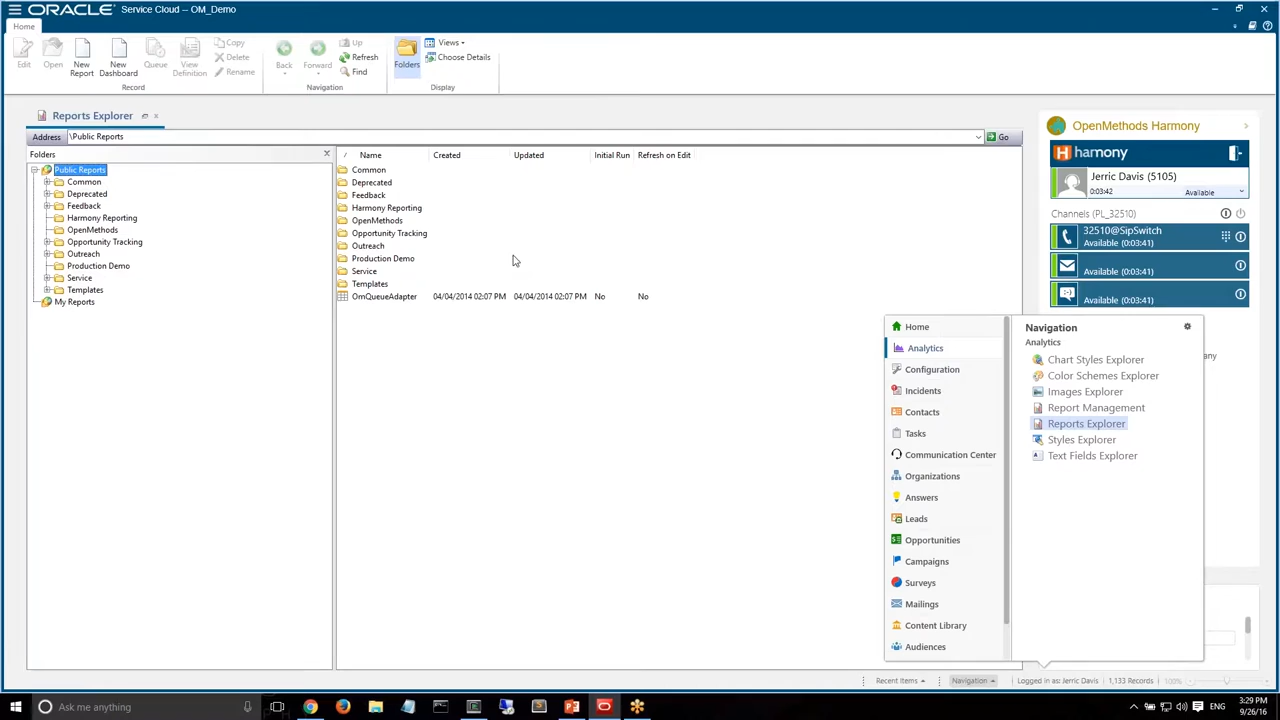 ORACLE Service Cloud -- OM_Demo
Home
Edit
Open
New Report
New Dashboard
Queue
View Definition
Copy
Delete
Rename
Record
Back
Forward
Up
Refresh
Find
Navigation
Folders
Views
Choose Details
Display
Reports Explorer
Address \Public Reports
Go
Folders
Public Reports
Common
Deprecated
Feedback
Harmony Reporting
OpenMethods
Opportunity Tracking
Outreach
Production Demo
Service
Templates
My Reports
Name Created Updated Initial Run Refresh on Edit
Common
Deprecated
Feedback
Harmony Reporting
OpenMethods
Opportunity Tracking
Outreach
Production Demo
Service
Templates
OmQueueAdapter 04/04/2014 02:07 PM 04/04/2014 02:07 PM No No
OpenMethods Harmony
harmony
Jerric Davis (5105)
0:03:42 Available
Channels (PL_32510)
32510@SipSwitch
Available (0:03:41)
Available (0:03:41)
Available (0:03:41)
Home
Analytics
Configuration
Incidents
Contacts
Tasks
Communication Center
Organizations
Answers
Leads
Opportunities
Campaigns
Surveys
Mailings
Content Library
Audiences
Navigation
Analytics
Chart Styles Explorer
Color Schemes Explorer
Images Explorer
Report Management
Reports Explorer
Styles Explorer
Text Fields Explorer
pany
Recent Items Navigation Logged in as: Jerric Davis 1,133 Records 100%
Ask me anything
ENG
3:29 PM
9/26/16